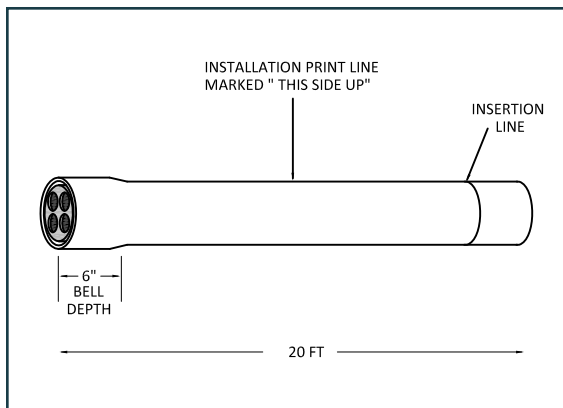 INSTALLATION PRINT LINE
MARKED " THIS SIDE UP"
INSERTION
LINE
6"
BELL
DEPTH
20 FT